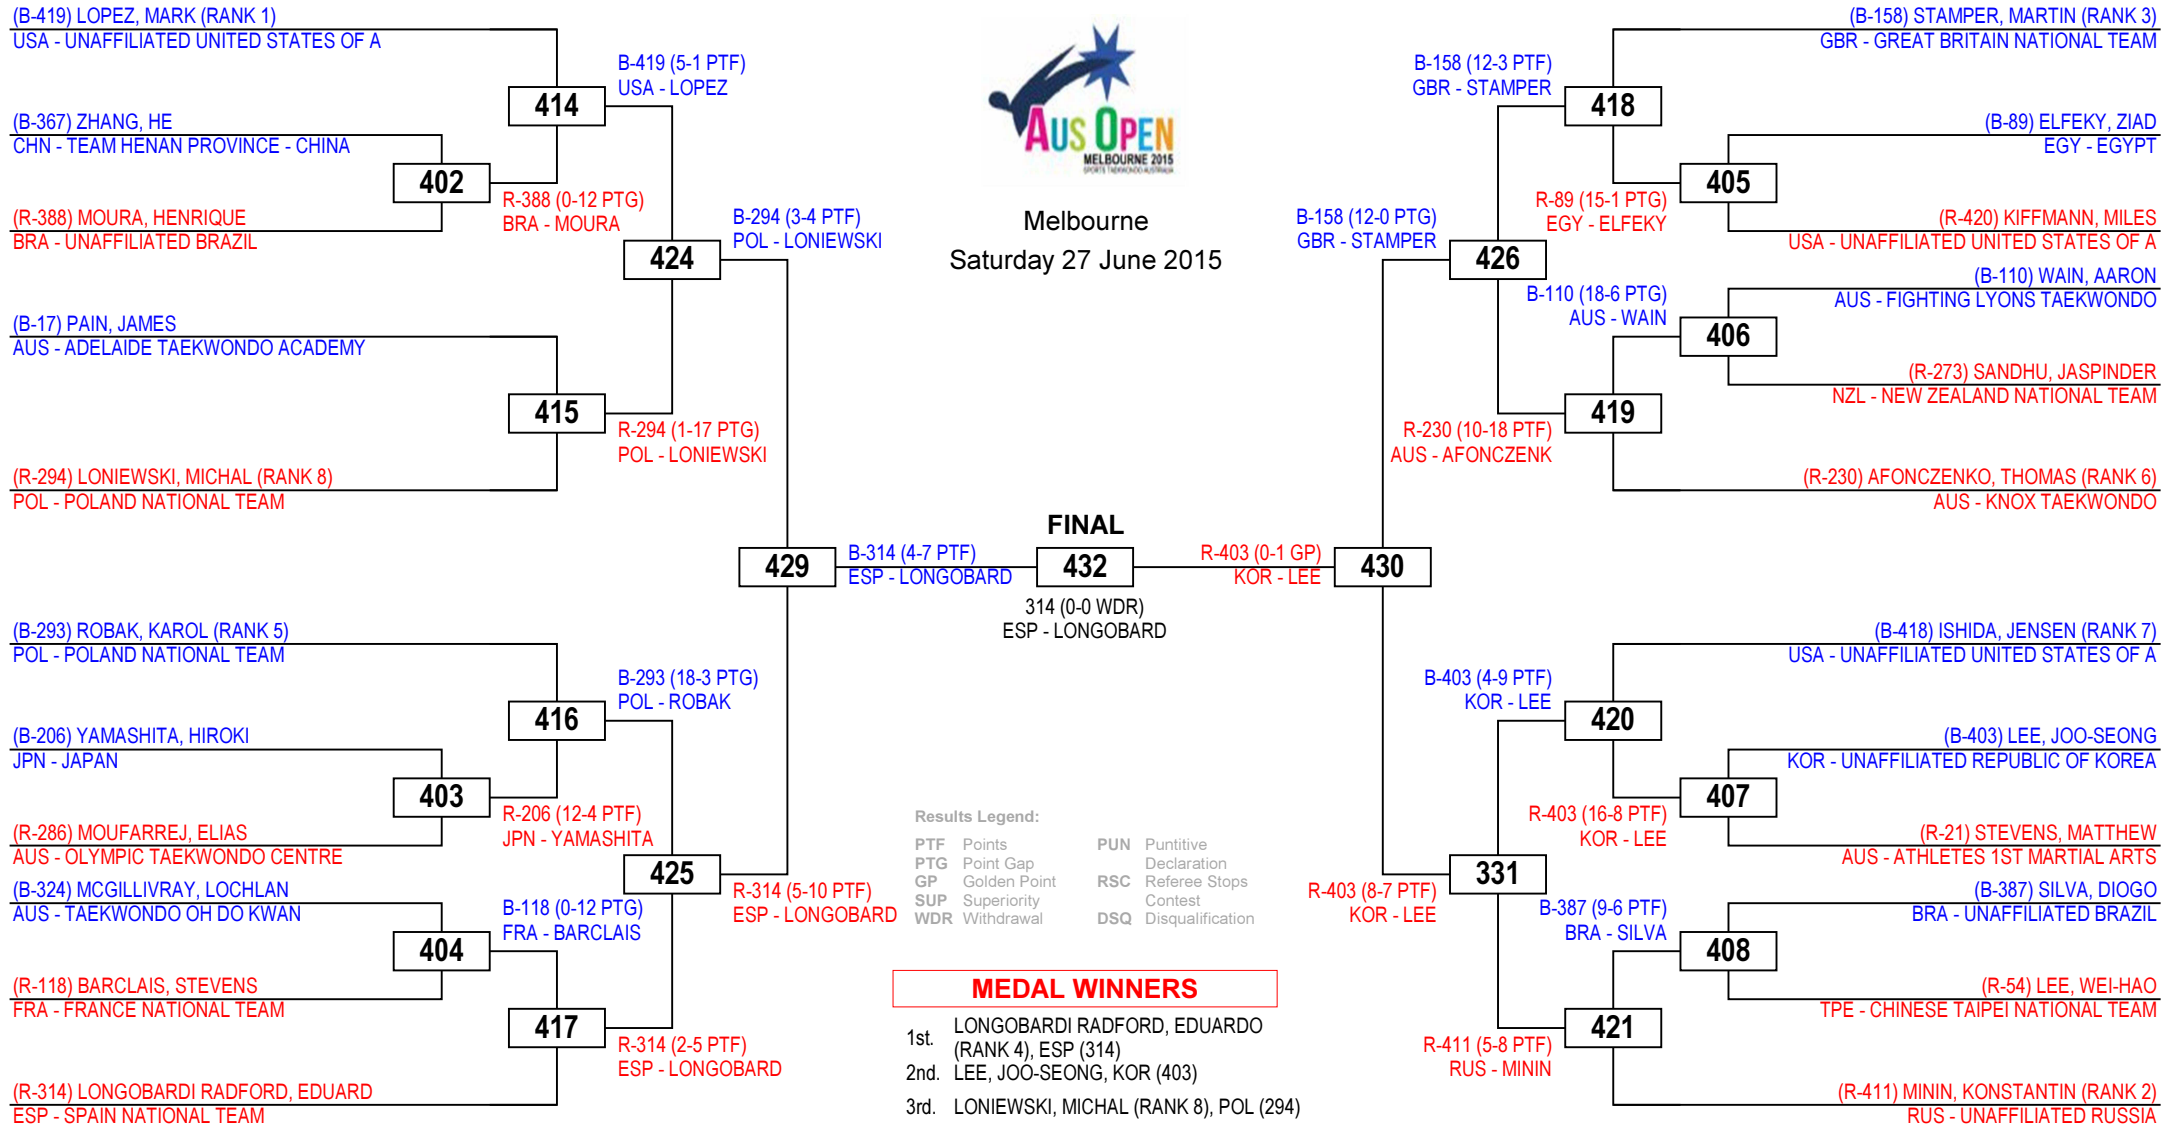 (B-419) LOPEZ, MARK (RANK 1)
USA - UNAFFILIATED UNITED STATES OF A
(B-367) ZHANG, HE
CHN - TEAM HENAN PROVINCE - CHINA
(R-388) MOURA, HENRIQUE
BRA - UNAFFILIATED BRAZIL
(B-17) PAIN, JAMES
AUS - ADELAIDE TAEKWONDO ACADEMY
(R-294) LONIEWSKI, MICHAL (RANK 8)
POL - POLAND NATIONAL TEAM
(B-293) ROBAK, KAROL (RANK 5)
POL - POLAND NATIONAL TEAM
(B-206) YAMASHITA, HIROKI
JPN - JAPAN
(R-286) MOUFARREJ, ELIAS
AUS - OLYMPIC TAEKWONDO CENTRE
(B-324) MCGILLIVRAY, LOCHLAN
AUS - TAEKWONDO OH DO KWAN
(R-118) BARCLAIS, STEVENS
FRA - FRANCE NATIONAL TEAM
(R-314) LONGOBARDI RADFORD, EDUARD
ESP - SPAIN NATIONAL TEAM
402
403
404
R-388 (0-12 PTG)
BRA - MOURA
R-206 (12-4 PTF)
JPN - YAMASHITA
B-118 (0-12 PTG)
FRA - BARCLAIS
414
415
416
417
B-419 (5-1 PTF)
USA - LOPEZ
R-294 (1-17 PTG)
POL - LONIEWSKI
B-293 (18-3 PTG)
POL - ROBAK
R-314 (2-5 PTF)
ESP - LONGOBARD
424
425
B-294 (3-4 PTF)
POL - LONIEWSKI
R-314 (5-10 PTF)
ESP - LONGOBARD
429
B-314 (4-7 PTF)
ESP - LONGOBARD
AUS OPEN
MELBOURNE 2015
SPORTS TAEKWONDO AUSTRALIA
Melbourne
Saturday 27 June 2015
FINAL
432
314 (0-0 WDR)
ESP - LONGOBARD
R-403 (0-1 GP)
KOR - LEE
430
B-158 (12-0 PTG)
GBR - STAMPER
R-403 (8-7 PTF)
KOR - LEE
426
331
B-158 (12-3 PTF)
GBR - STAMPER
R-230 (10-18 PTF)
AUS - AFONCZENK
B-403 (4-9 PTF)
KOR - LEE
R-411 (5-8 PTF)
RUS - MININ
418
419
420
421
R-89 (15-1 PTG)
EGY - ELFEKY
B-110 (18-6 PTG)
AUS - WAIN
R-403 (16-8 PTF)
KOR - LEE
B-387 (9-6 PTF)
BRA - SILVA
405
406
407
408
(B-158) STAMPER, MARTIN (RANK 3)
GBR - GREAT BRITAIN NATIONAL TEAM
(B-89) ELFEKY, ZIAD
EGY - EGYPT
(R-420) KIFFMANN, MILES
USA - UNAFFILIATED UNITED STATES OF A
(B-110) WAIN, AARON
AUS - FIGHTING LYONS TAEKWONDO
(R-273) SANDHU, JASPINDER
NZL - NEW ZEALAND NATIONAL TEAM
(R-230) AFONCZENKO, THOMAS (RANK 6)
AUS - KNOX TAEKWONDO
(B-418) ISHIDA, JENSEN (RANK 7)
USA - UNAFFILIATED UNITED STATES OF A
(B-403) LEE, JOO-SEONG
KOR - UNAFFILIATED REPUBLIC OF KOREA
(R-21) STEVENS, MATTHEW
AUS - ATHLETES 1ST MARTIAL ARTS
(B-387) SILVA, DIOGO
BRA - UNAFFILIATED BRAZIL
(R-54) LEE, WEI-HAO
TPE - CHINESE TAIPEI NATIONAL TEAM
(R-411) MININ, KONSTANTIN (RANK 2)
RUS - UNAFFILIATED RUSSIA
Results Legend:
PTF Points
PTG Point Gap
GP Golden Point
SUP Superiority
WDR Withdrawal
PUN Puntitive
Declaration
RSC Referee Stops
Contest
DSQ Disqualification
MEDAL WINNERS
1st. LONGOBARDI RADFORD, EDUARDO
(RANK 4), ESP (314)
2nd. LEE, JOO-SEONG, KOR (403)
3rd. LONIEWSKI, MICHAL (RANK 8), POL (294)